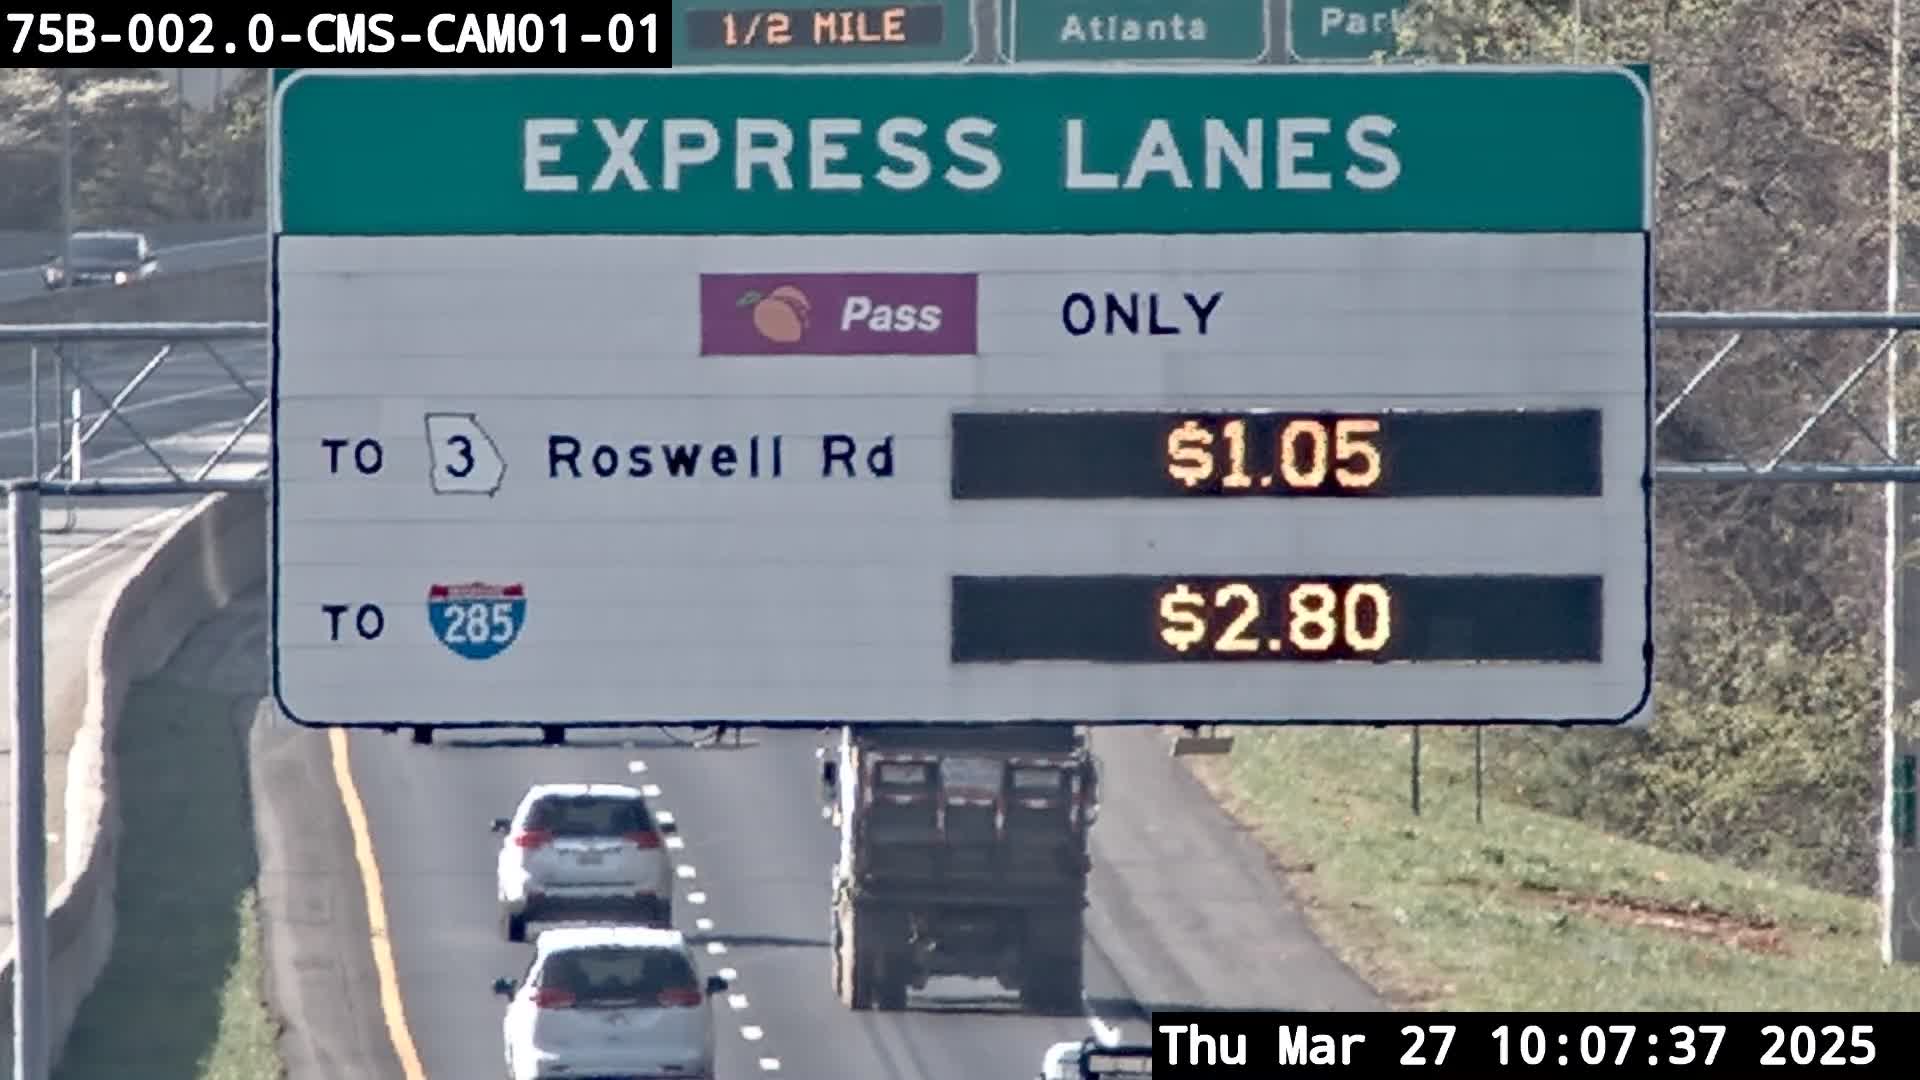 75B-002.0-CMS-CAM01-01
1/2 MILE
Atlanta
EXPRESS LANES
Pass ONLY
TO 3 Roswell Rd $1.05
TO 285 $2.80
Thu Mar 27 10:07:37 2025